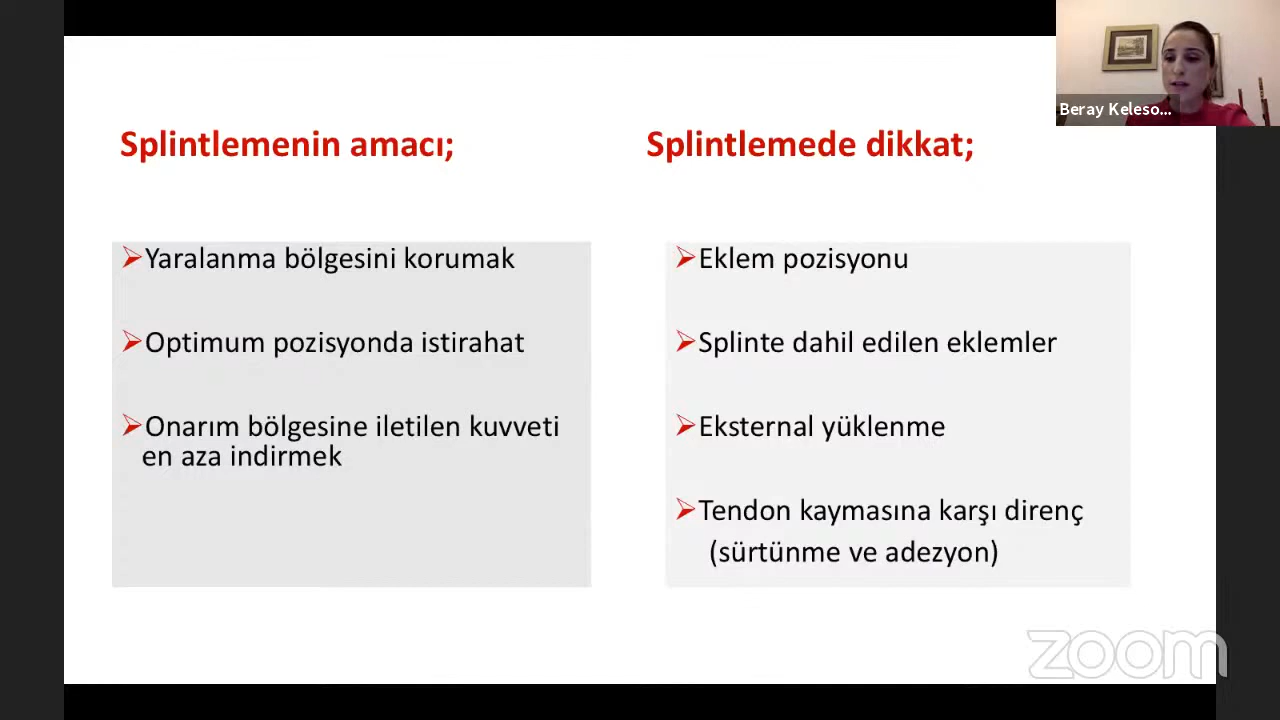 Beray Keleso...
Splintlemenin amacı;
Yaralanma bölgesini korumak
Optimum pozisyonda istirahat
Onarım bölgesine iletilen kuvveti
en aza indirmek
Splintlemede dikkat;
Eklem pozisyonu
Splinte dahil edilen eklemler
Eksternal yüklenme
Tendon kaymasına karşı direnç
(sürtünme ve adezyon)
zoom